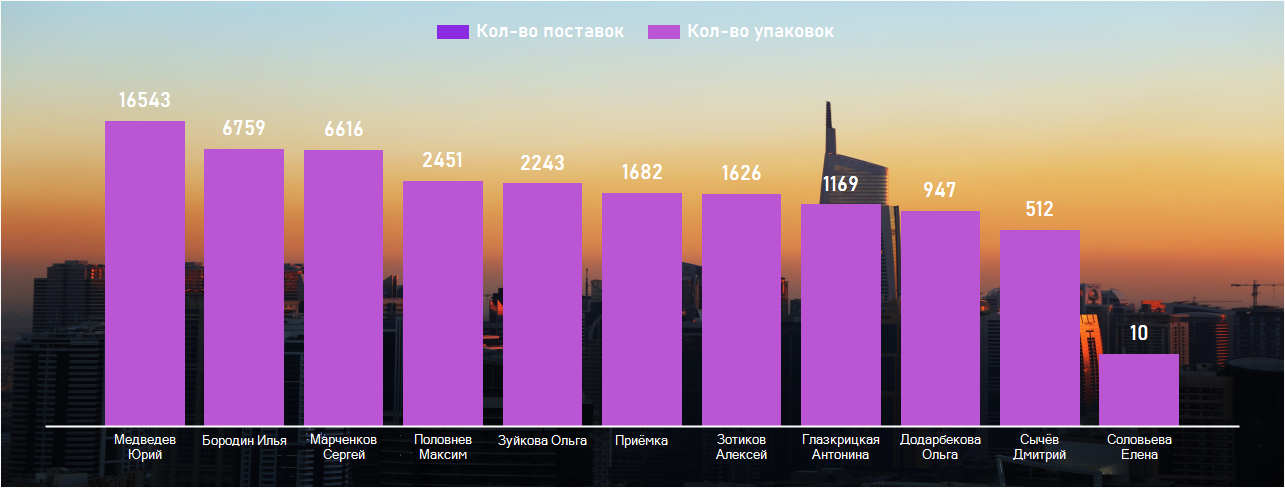 Кол-во поставок Кол-во упаковок
16543
6759
6616
2451
2243
1682
1626
1169
947
512
10
Медведев
Юрий
Бородин Илья
Марченков
Сергей
Половнев
Максим
Зуйкова Ольга
Приёмка
Зотиков
Алексей
Глазкрицкая
Антонина
Додарбекова
Ольга
Сычёв
Дмитрий
Соловьева
Елена